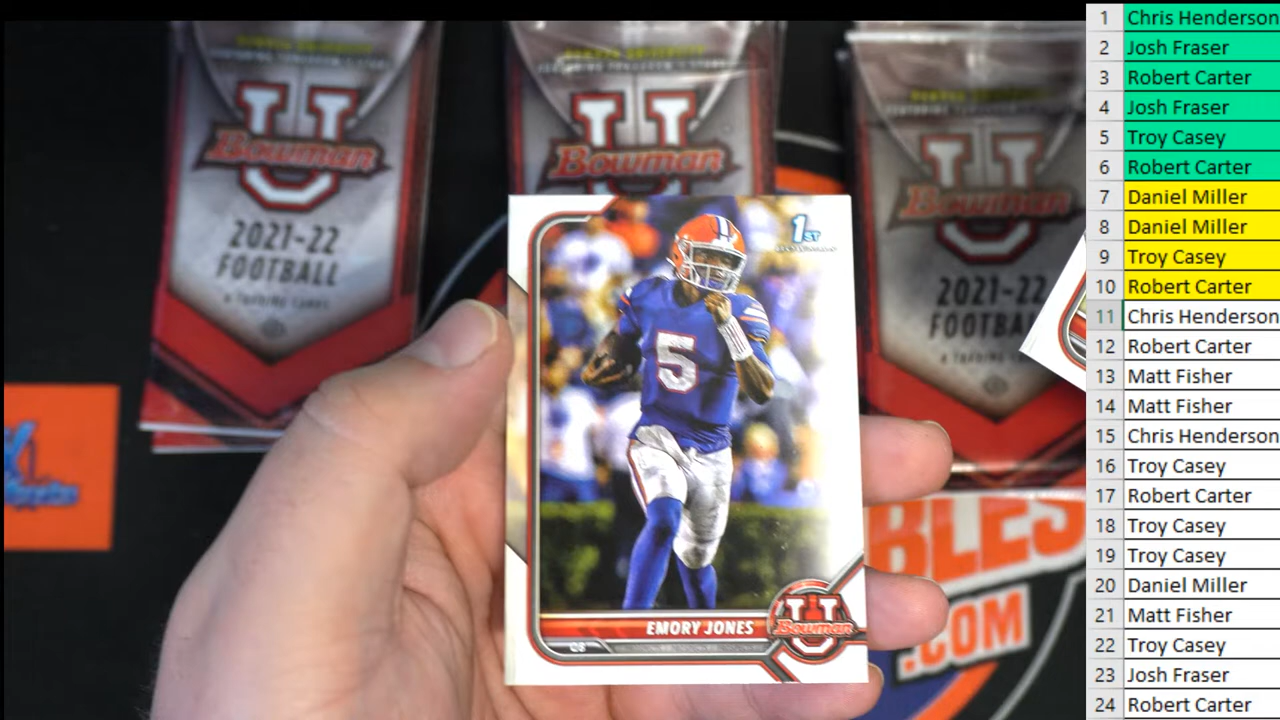 U
Bowman
2021-22
FOOTBALL
U
Bowman
U
Bowman
2021-22
FOOTBA
1ST
Bowman
5
EMORY JONES
QB
U
Bowman
BLES
.COM
1 Chris Henderson
2 Josh Fraser
3 Robert Carter
4 Josh Fraser
5 Troy Casey
6 Robert Carter
7 Daniel Miller
8 Daniel Miller
9 Troy Casey
10 Robert Carter
11 Chris Henderson
12 Robert Carter
13 Matt Fisher
14 Matt Fisher
15 Chris Henderson
16 Troy Casey
17 Robert Carter
18 Troy Casey
19 Troy Casey
20 Daniel Miller
21 Matt Fisher
22 Troy Casey
23 Josh Fraser
24 Robert Carter